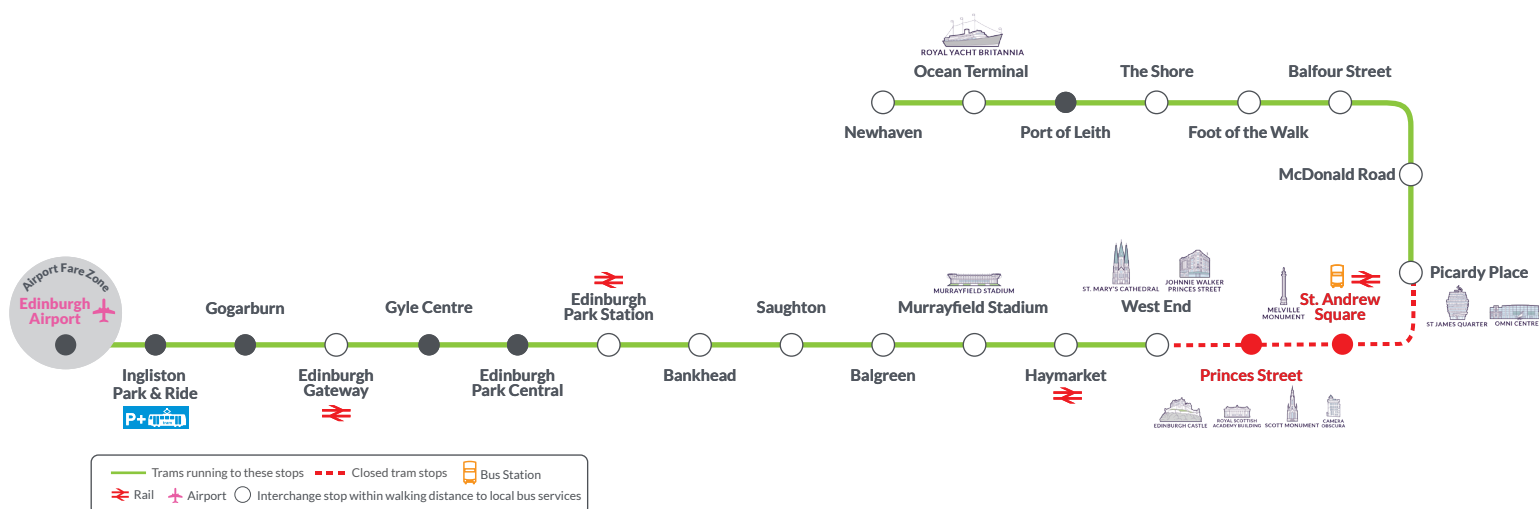 ROYAL YACHT BRITANNIA
Ocean Terminal
The Shore
Balfour Street
Newhaven
Port of Leith
Foot of the Walk
McDonald Road
Picardy Place
ST JAMES QUARTER
OMNI CENTRE
Airport Fare Zone
Edinburgh
Airport
Gogarburn
Gyle Centre
Edinburgh
Park Station
Saughton
MURRAYFIELD STADIUM
Murrayfield Stadium
ST. MARY'S CATHEDRAL
JOHNNIE WALKER
PRINCES STREET
West End
MELVILLE
MONUMENT
St. Andrew
Square
Ingliston
Park & Ride
P+
Edinburgh
Gateway
Edinburgh
Park Central
Bankhead
Balgreen
Haymarket
Princes Street
EDINBURGH CASTLE
ROYAL SCOTTISH
ACADEMY BUILDING
SCOTT MONUMENT
CAMERA
OBSCURA
Trams running to these stops
Closed tram stops
Bus Station
Rail
Airport
Interchange stop within walking distance to local bus services